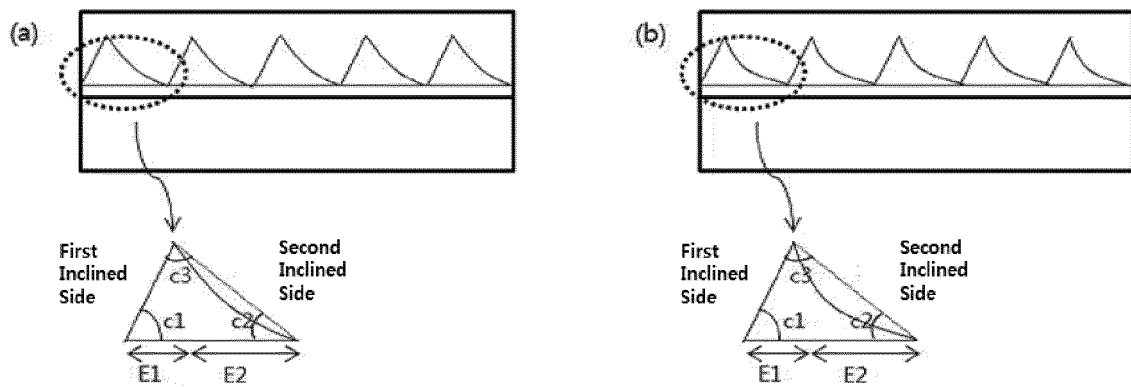 (a)
First
Inclined
Side
Second
Inclined
Side
c3
c1
c2
E1
E2
(b)
First
Inclined
Side
Second
Inclined
Side
c3
c1
c2
E1
E2